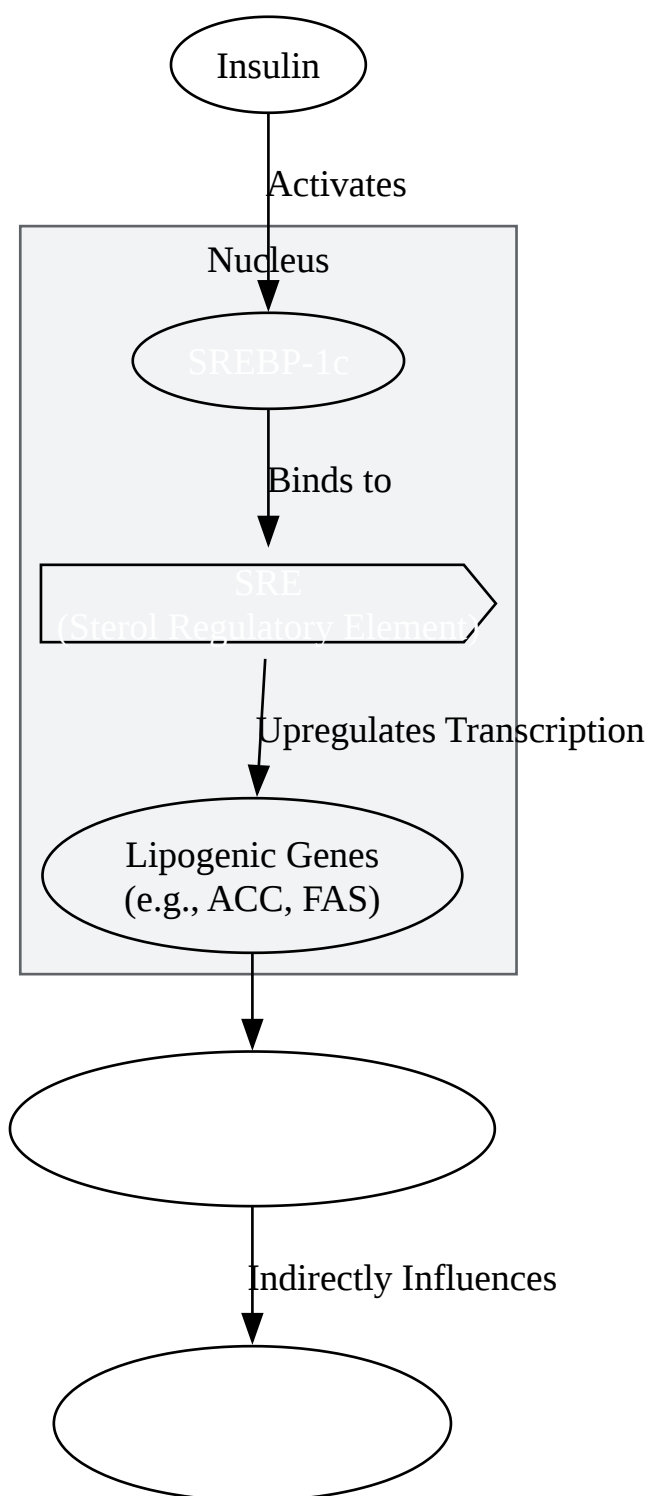 Insulin
Activates
Nucleus
SREBP-1c
Binds to
SRE
(Sterol Regulatory Element)
Upregulates Transcription
Lipogenic Genes
(e.g., ACC, FAS)
Indirectly Influences